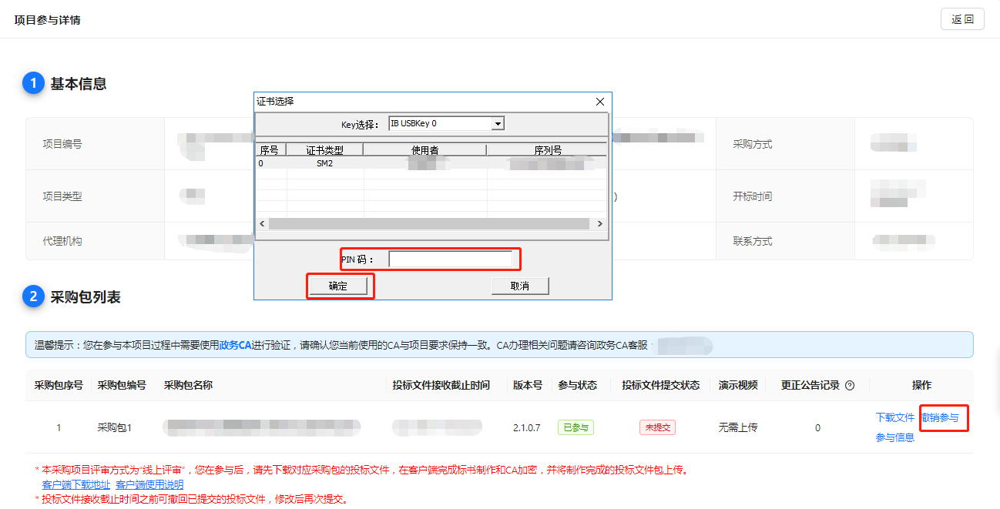 项目参与详情
返 回
1 基本信息
证书选择
Key选择： IB USBKey 0
序号 证书类型 使用者 序列号
0 SM2
PIN 码：
确定 取消
项目编号 采购方式
项目类型 ) 开标时间
代理机构 联系方式
2 采购包列表
温馨提示：您在参与本项目过程中需要使用政务CA进行验证，请确认您当前使用的CA与项目要求保持一致。CA办理相关问题请咨询政务CA客服
采购包序号 采购包编号 采购包名称 投标文件接收截止时间 版本号 参与状态 投标文件提交状态 演示视频 更正公告记录 ? 操作
1 采购包1 2.1.0.7 已参与 未提交 无需上传 0 下载文件 撤销参与
参与信息
* 本采购项目评审方式为"线上评审"，您在参与后，请先下载对应采购包的投标文件，在客户端完成标书制作和CA加密，并将制作完成的投标文件包上传。
客户端下载地址 客户端使用说明
* 投标文件接收截止时间之前可撤回已提交的投标文件，修改后再次提交。